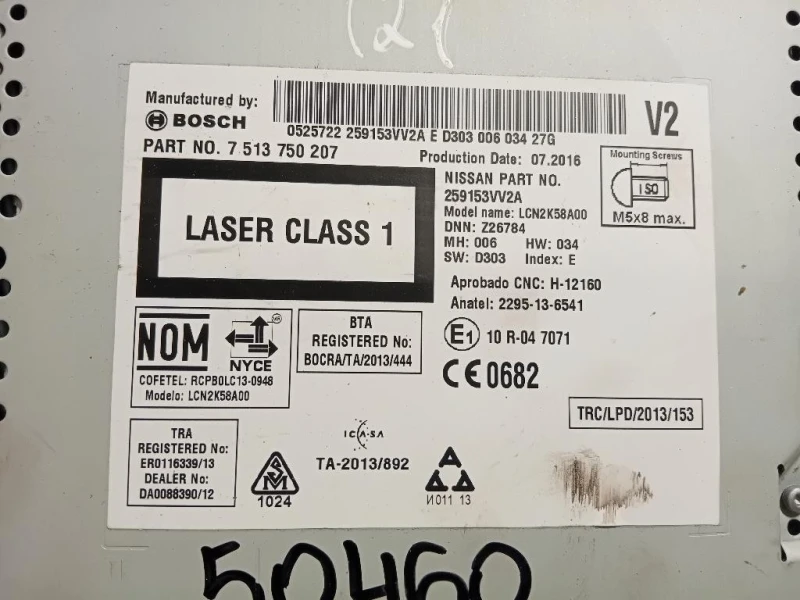 (2(
Manufactured by:
BOSCH
0525722 259153VV2A E D303 006 034 27G
V2
PART NO. 7 513 750 207
Production Date: 07.2016
Mounting Screws
ISO
M5x8 max.
LASER CLASS 1
NISSAN PART NO.
259153VV2A
Model name: LCN2K58A00
DNN: Z26784
MH: 006 HW: 034
SW: D303 Index: E
Aprobado CNC: H-12160
Anatel: 2295-13-6541
E1 10 R-04 7071
CE0682
NOM
NYCE
COFETEL: RCPBOLC13-0948
Modelo: LCN2K58A00
BTA
REGISTERED No:
BOCRA/TA/2013/444
TRC/LPD/2013/153
TRA
REGISTERED No:
ER0116339/13
DEALER No:
DA0088390/12
1024
ICASA
TA-2013/892
И011 13
50460